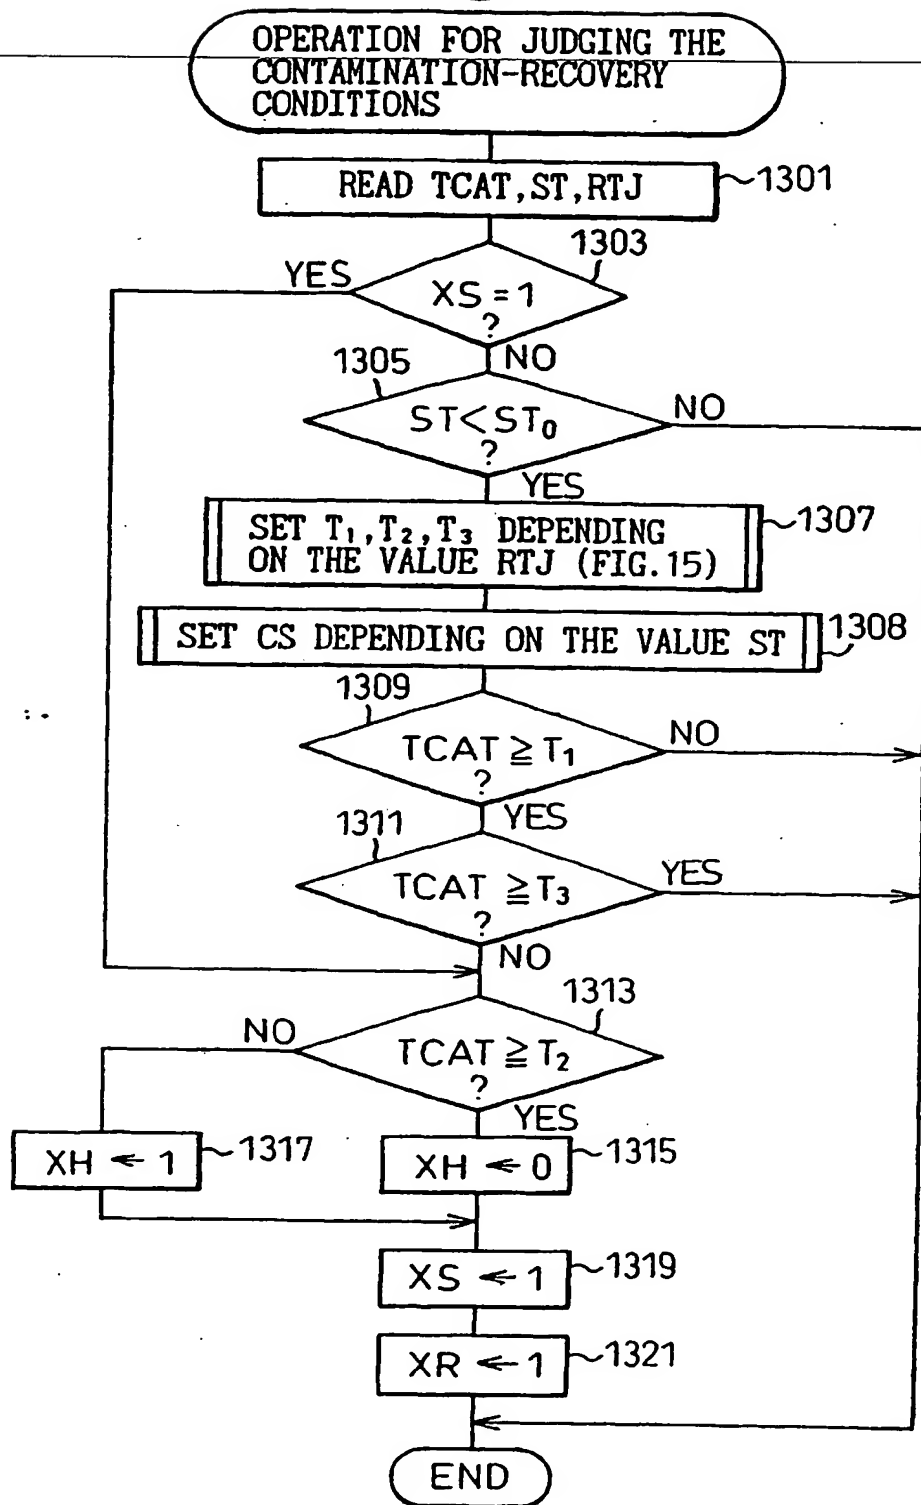 OPERATION FOR JUDGING THE
CONTAMINATION-RECOVERY
CONDITIONS
READ TCAT,ST,RTJ
1301
1303
YES
XS=1
?
NO
1305
ST<ST₀
?
NO
YES
SET T₁,T₂,T₃ DEPENDING
ON THE VALUE RTJ (FIG.15)
1307
SET CS DEPENDING ON THE VALUE ST
1308
1309
TCAT ≧ T₁
?
NO
YES
1311
TCAT ≧ T₃
?
YES
NO
1313
NO
TCAT ≧ T₂
?
YES
XH ← 1
1317
XH ← 0
1315
XS ← 1
1319
XR ← 1
1321
END